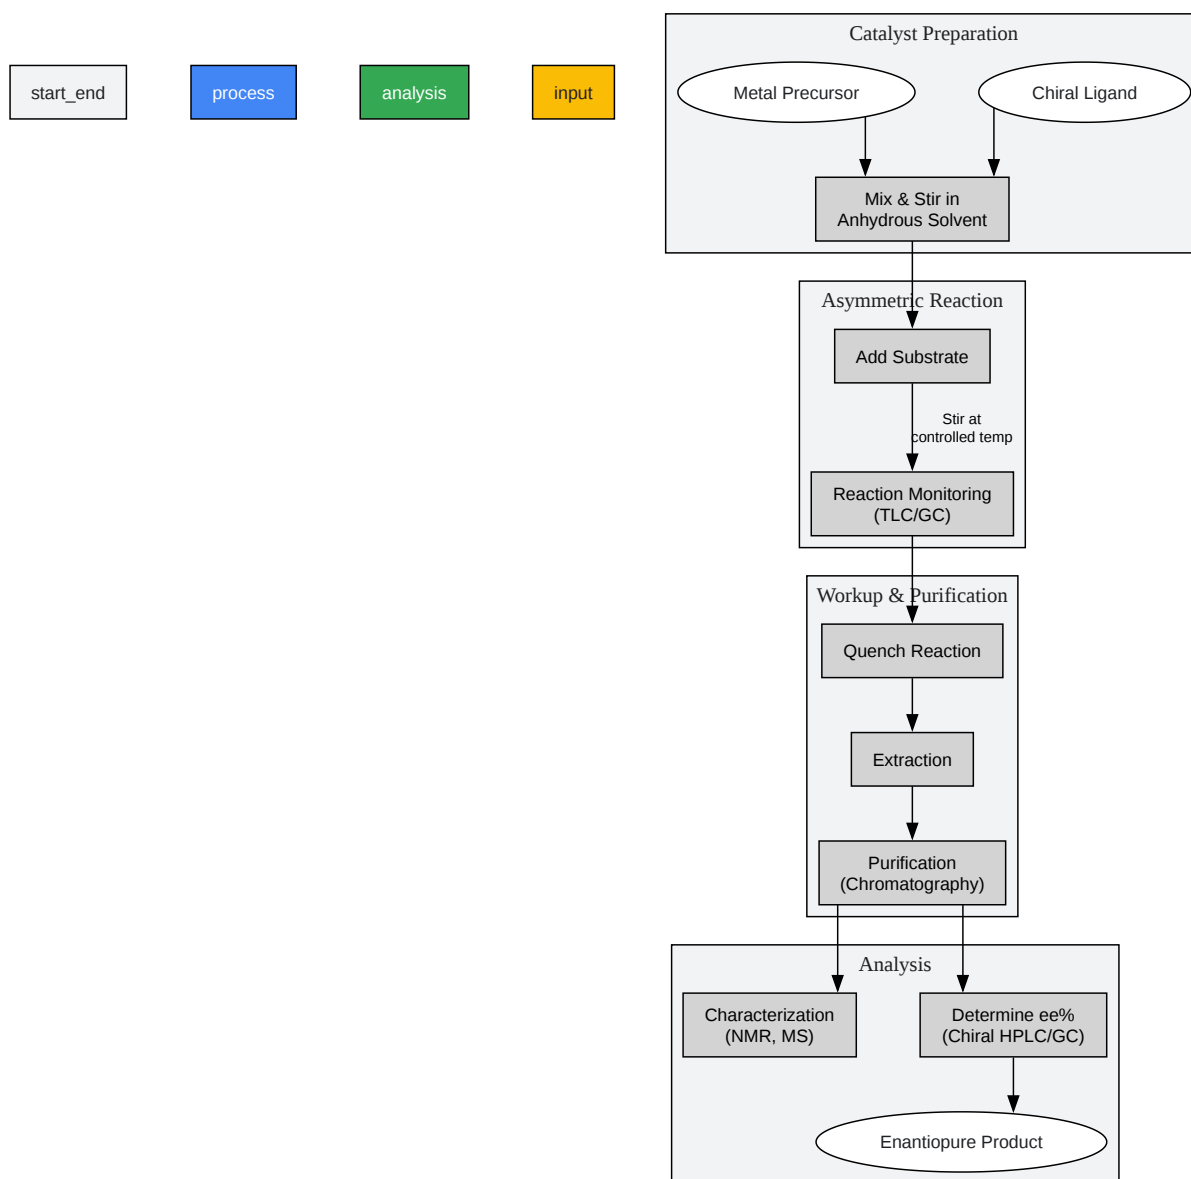 start_end
process
analysis
input
Catalyst Preparation
Metal Precursor
Chiral Ligand
Mix & Stir in
Anhydrous Solvent
Asymmetric Reaction
Add Substrate
Stir at
controlled temp
Reaction Monitoring
(TLC/GC)
Workup & Purification
Quench Reaction
Extraction
Purification
(Chromatography)
Analysis
Characterization
(NMR, MS)
Determine ee%
(Chiral HPLC/GC)
Enantiopure Product